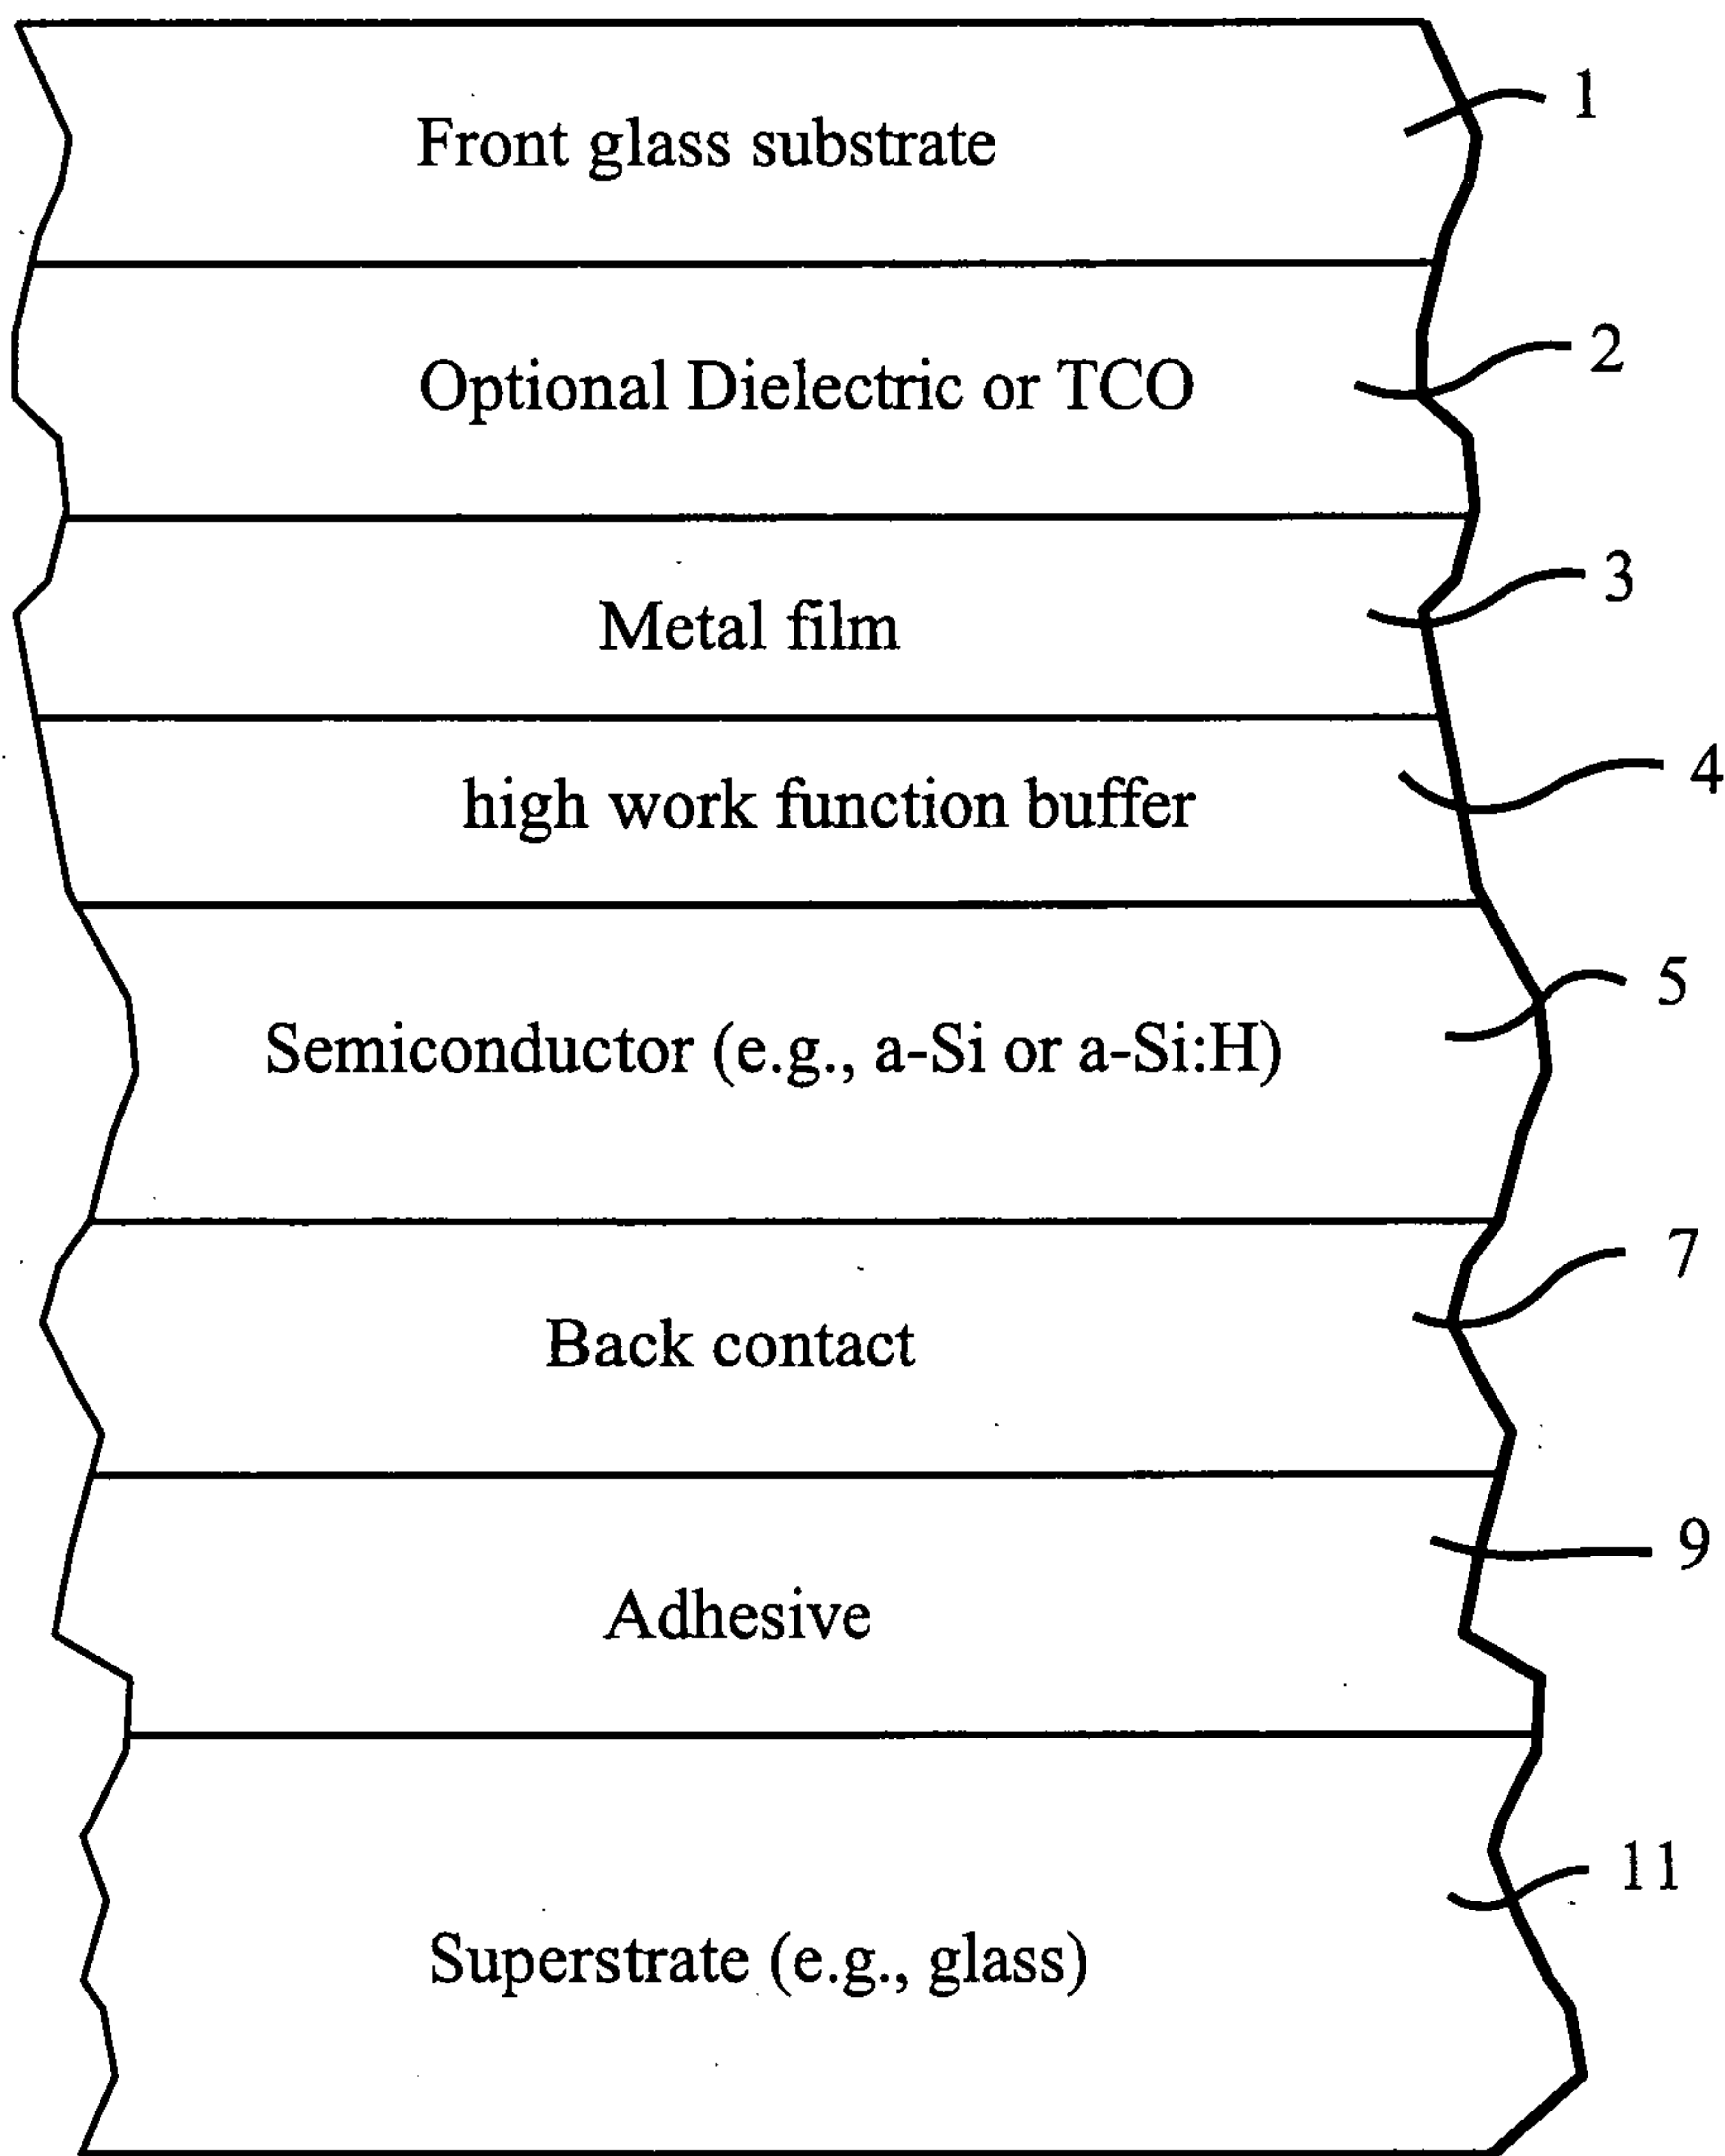 Front glass substrate 1
Optional Dielectric or TCO 2
Metal film 3
high work function buffer 4
Semiconductor (e.g., a-Si or a-Si:H) 5
Back contact 7
Adhesive 9
Superstrate (e.g., glass) 11